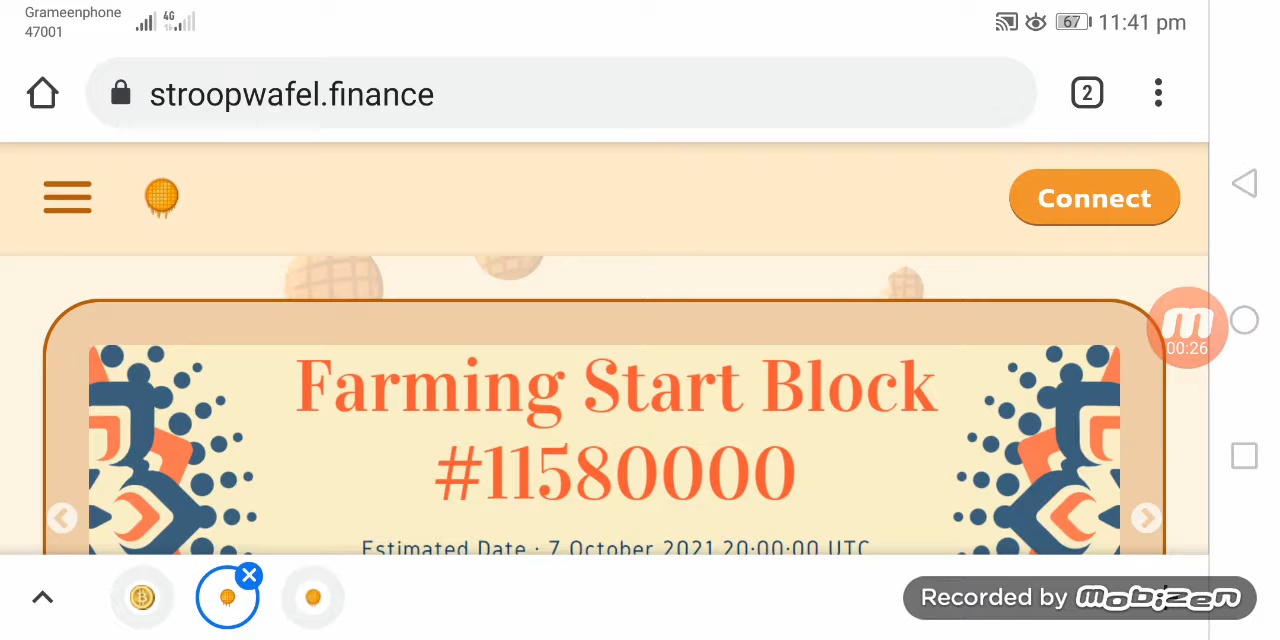 Grameenphone
47001
4G
67
11:41 pm
stroopwafel.finance
2
Connect
Farming Start Block
#11580000
Estimated Date : 7 October 2021 20:00:00 UTC
00:26
Recorded by mobizen